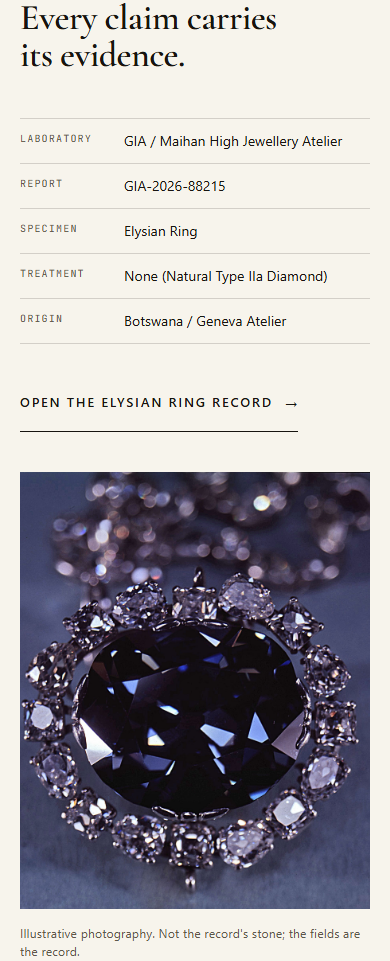 Every claim carries
its evidence.
LABORATORY GIA / Maihan High Jewellery Atelier
REPORT GIA-2026-88215
SPECIMEN Elysian Ring
TREATMENT None (Natural Type IIa Diamond)
ORIGIN Botswana / Geneva Atelier
OPEN THE ELYSIAN RING RECORD →
Illustrative photography. Not the record's stone; the fields are
the record.